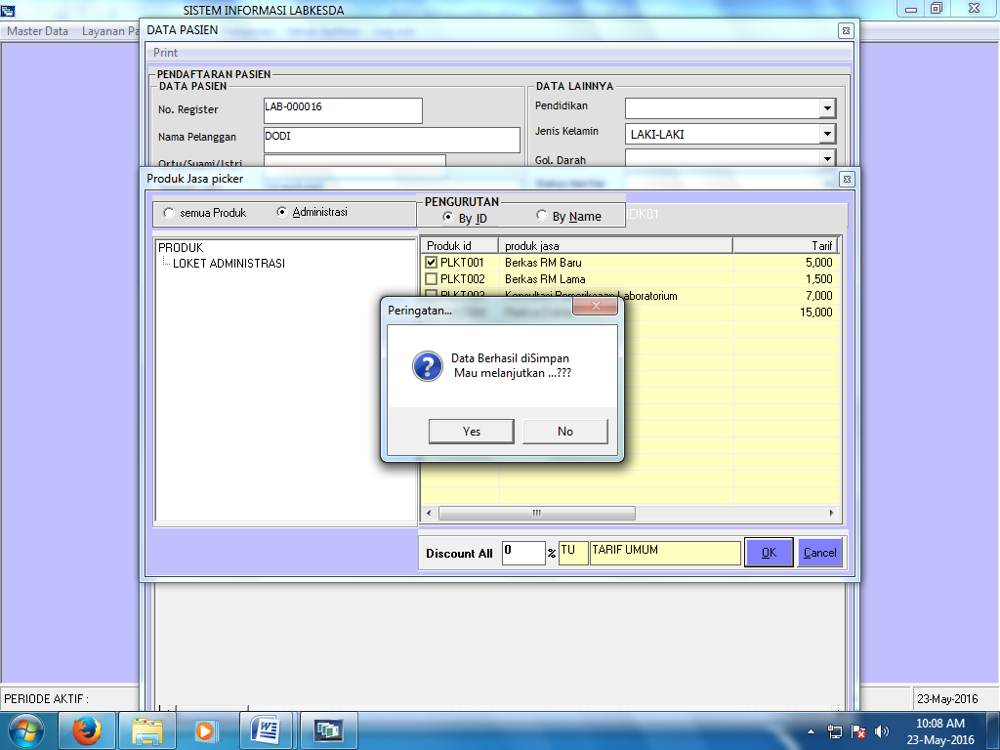 SISTEM INFORMASI LABKESDA
Master Data Layanan Pa
DATA PASIEN
Print
PENDAFTARAN PASIEN
DATA PASIEN
DATA LAINNYA
No. Register LAB-000016
Pendidikan
Nama Pelanggan DODI
Jenis Kelamin LAKI-LAKI
Ortu/Suami/Istri
Gol. Darah
Produk Jasa picker
semua Produk Administrasi
PENGURUTAN
By ID By Name
DK01
PRODUK
LOKET ADMINISTRASI
Produk id produk jasa Tarif
PLKT001 Berkas RM Baru 5,000
PLKT002 Berkas RM Lama 1,500
PLKT003 Konsultasi Pemeriksaan Laboratorium 7,000
15,000
Peringatan...
Data Berhasil diSimpan
Mau melanjutkan ...???
Yes No
Discount All 0 % TU TARIF UMUM OK Cancel
PERIODE AKTIF :
23-May-2016
10:08 AM
23-May-2016